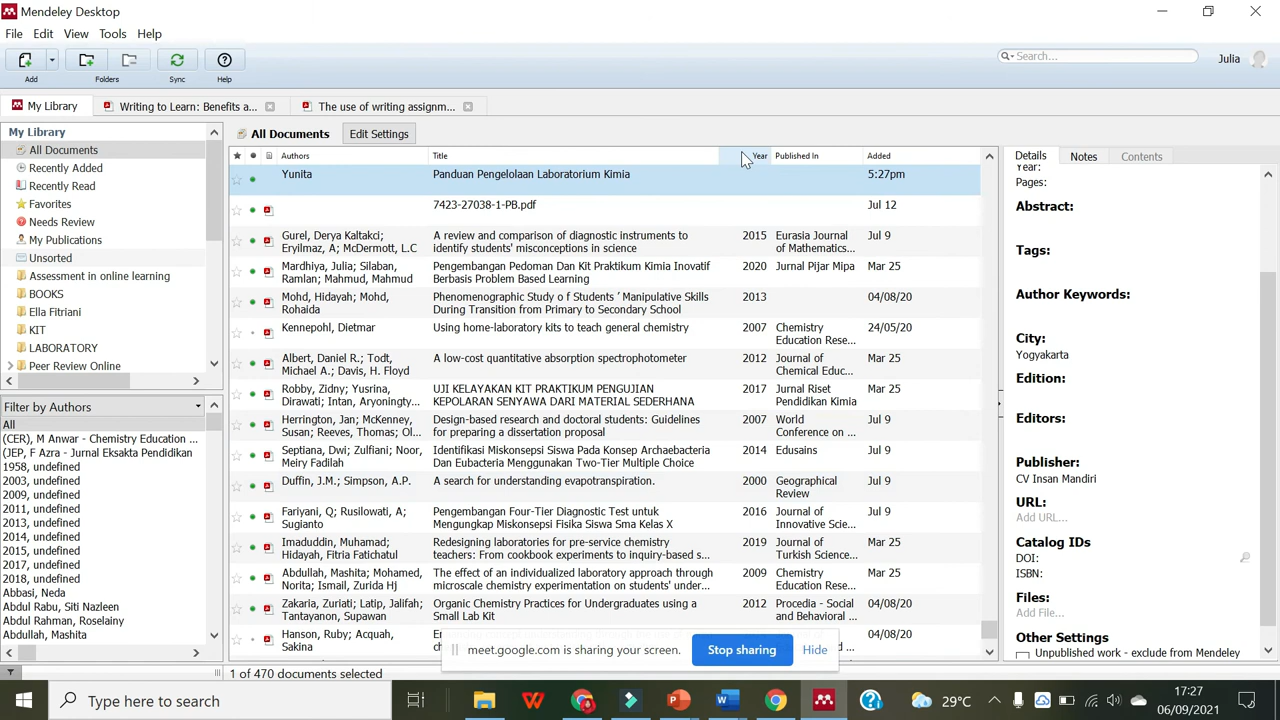 Mendeley Desktop
File Edit View Tools Help
Add Folders Sync Help
Search... Julia
My Library Writing to Learn: Benefits a... The use of writing assignm...
My Library
All Documents
Recently Added
Recently Read
Favorites
Needs Review
My Publications
Unsorted
Assessment in online learning
BOOKS
Ella Fitriani
KIT
LABORATORY
Peer Review Online
Filter by Authors
All
(CER), M Anwar - Chemistry Education ...
(JEP, F Azra - Jurnal Eksakta Pendidikan
1958, undefined
2003, undefined
2009, undefined
2011, undefined
2013, undefined
2014, undefined
2015, undefined
2017, undefined
2018, undefined
Abbasi, Neda
Abdul Rabu, Siti Nazleen
Abdul Rahman, Roselainy
Abdullah, Mashita
All Documents Edit Settings
Authors Title Year Published In Added
Yunita Panduan Pengelolaan Laboratorium Kimia 5:27pm
7423-27038-1-PB.pdf Jul 12
Gurel, Derya Kaltakci; A review and comparison of diagnostic instruments to 2015 Eurasia Journal Jul 9
Eryilmaz, A; McDermott, L.C identify students' misconceptions in science of Mathematics...
Mardhiya, Julia; Silaban, Pengembangan Pedoman Dan Kit Praktikum Kimia Inovatif 2020 Jurnal Pijar Mipa Mar 25
Ramlan; Mahmud, Mahmud Berbasis Problem Based Learning
Mohd, Hidayah; Mohd, Phenomenographic Study o f Students ´ Manipulative Skills 2013 04/08/20
Rohaida During Transition from Primary to Secondary School
Kennepohl, Dietmar Using home-laboratory kits to teach general chemistry 2007 Chemistry 24/05/20
Education Rese...
Albert, Daniel R.; Todt, A low-cost quantitative absorption spectrophotometer 2012 Journal of Mar 25
Michael A.; Davis, H. Floyd Chemical Educ...
Robby, Zidny; Yusrina, UJI KELAYAKAN KIT PRAKTIKUM PENGUJIAN 2017 Jurnal Riset Mar 25
Dirawati; Intan, Aryoningty... KEPOLARAN SENYAWA DARI MATERIAL SEDERHANA Pendidikan Kimia
Herrington, Jan; McKenney, Design-based research and doctoral students: Guidelines 2007 World Jul 9
Susan; Reeves, Thomas; Ol... for preparing a dissertation proposal Conference on ...
Septiana, Dwi; Zulfiani; Noor, Identifikasi Miskonsepsi Siswa Pada Konsep Archaebacteria 2014 Edusains Jul 9
Meiry Fadilah Dan Eubacteria Menggunakan Two-Tier Multiple Choice
Duffin, J.M.; Simpson, A.P. A search for understanding evapotranspiration. 2000 Geographical Jul 9
Review
Fariyani, Q; Rusilowati, A; Pengembangan Four-Tier Diagnostic Test untuk 2016 Journal of Jul 9
Sugianto Mengungkap Miskonsepsi Fisika Siswa Sma Kelas X Innovative Scie...
Imaduddin, Muhamad; Redesigning laboratories for pre-service chemistry 2019 Journal of Mar 25
Hidayah, Fitria Fatichatul teachers: From cookbook experiments to inquiry-based s... Turkish Science...
Abdullah, Mashita; Mohamed, The effect of an individualized laboratory approach through 2009 Chemistry Mar 25
Norita; Ismail, Zurida Hj microscale chemistry experimentation on students' under... Education Rese...
Zakaria, Zuriati; Latip, Jalifah; Organic Chemistry Practices for Undergraduates using a 2012 Procedia - Social 04/08/20
Tantayanon, Supawan Small Lab Kit and Behavioral ...
Hanson, Ruby; Acquah, 04/08/20
Sakina
meet.google.com is sharing your screen. Stop sharing Hide
1 of 470 documents selected
Details Notes Contents
Year:
Pages:
Abstract:
Tags:
Author Keywords:
City:
Yogyakarta
Edition:
Editors:
Publisher:
CV Insan Mandiri
URL:
Add URL...
Catalog IDs
DOI:
ISBN:
Files:
Add File...
Other Settings
Unpublished work - exclude from Mendeley
Type here to search
29°C
17:27
06/09/2021